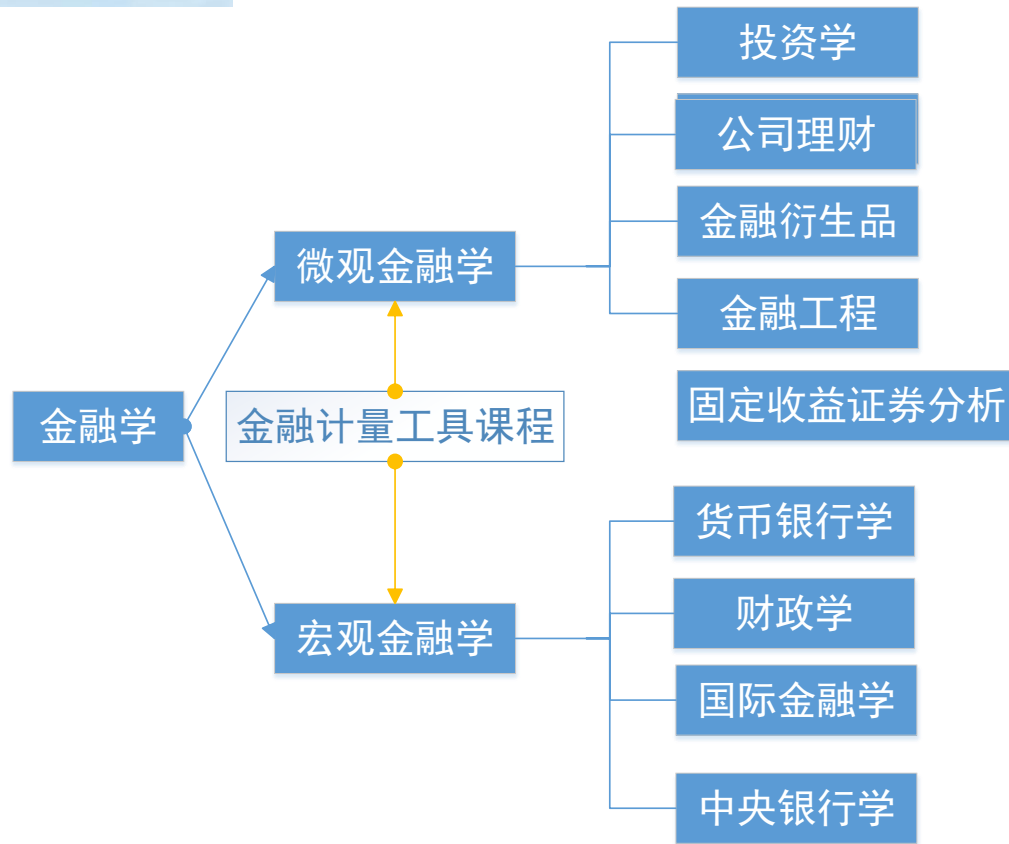 投资学
公司理财
金融衍生品
微观金融学
金融工程
固定收益证券分析
金融学
金融计量工具课程
货币银行学
财政学
宏观金融学
国际金融学
中央银行学